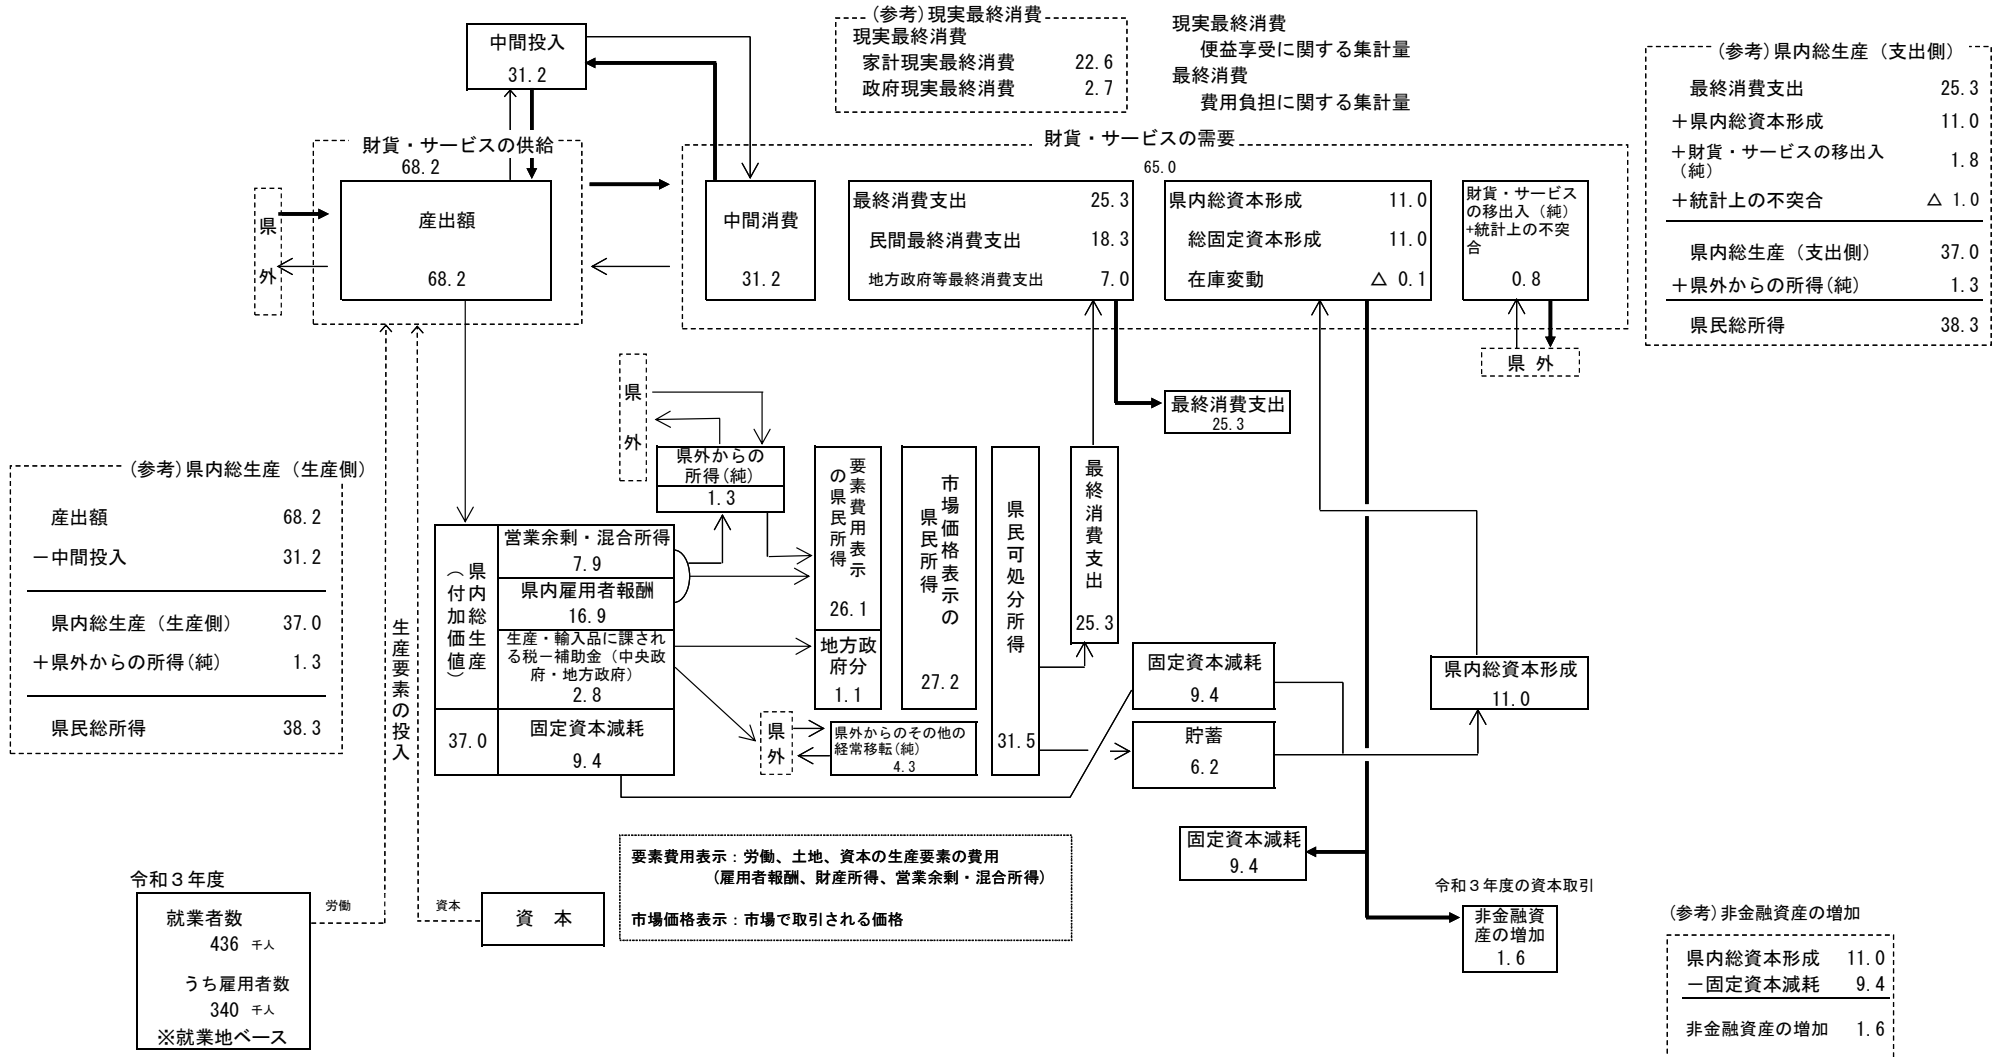 中間投入
31.2
(参考)現実最終消費
現実最終消費
家計現実最終消費 22.6
政府現実最終消費 2.7
現実最終消費
便益享受に関する集計量
最終消費
費用負担に関する集計量
(参考)県内総生産（支出側）
最終消費支出 25.3
＋県内総資本形成 11.0
＋財貨・サービスの移出入
（純） 1.8
＋統計上の不突合 △ 1.0
県内総生産（支出側） 37.0
＋県外からの所得(純) 1.3
県民総所得 38.3
財貨・サービスの供給
68.2
県
外
産出額
68.2
財貨・サービスの需要
65.0
中間消費
31.2
最終消費支出 25.3
民間最終消費支出 18.3
地方政府等最終消費支出 7.0
県内総資本形成 11.0
総固定資本形成 11.0
在庫変動 △ 0.1
財貨・サービス
の移出入（純）
+統計上の不突
合
0.8
県 外
最終消費支出
25.3
県
外
県外からの
所得(純)
1.3
(参考)県内総生産（生産側）
産出額 68.2
－中間投入 31.2
県内総生産（生産側） 37.0
＋県外からの所得(純) 1.3
県民総所得 38.3
生産要素の投入
県内総生産
（付加価値）
37.0
営業余剰・混合所得
7.9
県内雇用者報酬
16.9
生産・輸入品に課され
る税－補助金（中央政
府・地方政府）
2.8
固定資本減耗
9.4
要素費用表示
の県民所得
26.1
地方政
府分
1.1
市場価格表示の
県民所得
27.2
県
外
県外からのその他の
経常移転(純)
4.3
県民可処分所得
31.5
最終消費支出
25.3
固定資本減耗
9.4
貯蓄
6.2
県内総資本形成
11.0
固定資本減耗
9.4
要素費用表示：労働、土地、資本の生産要素の費用
（雇用者報酬、財産所得、営業余剰・混合所得）
市場価格表示：市場で取引される価格
令和３年度
就業者数
436 千人
うち雇用者数
340 千人
※就業地ベース
労働
資本
資 本
令和３年度の資本取引
非金融資
産の増加
1.6
(参考)非金融資産の増加
県内総資本形成 11.0
－固定資本減耗 9.4
非金融資産の増加 1.6